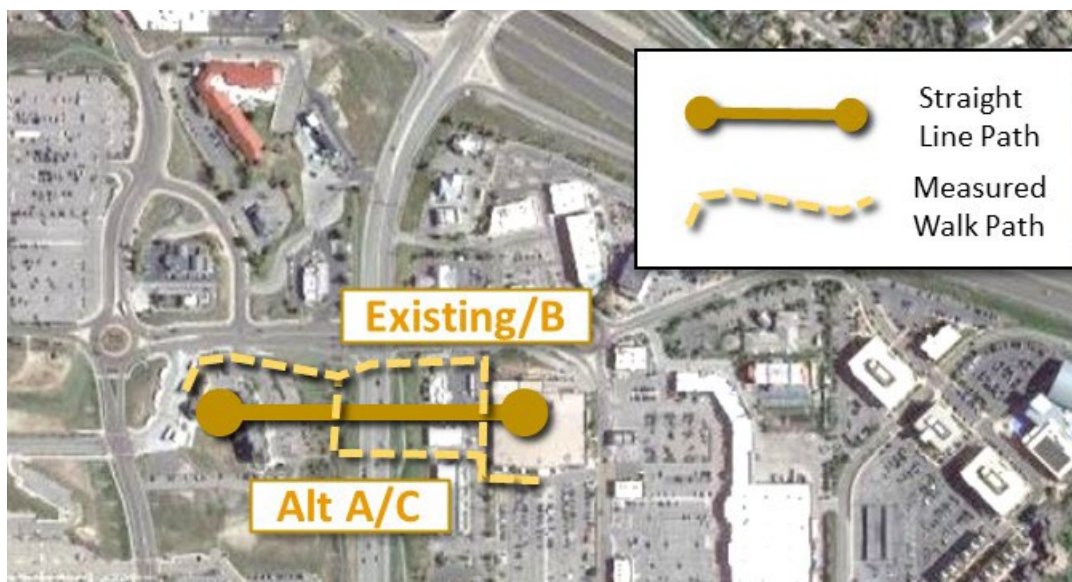 Straight
Line Path
Measured
Walk Path
Existing/B
Alt A/C